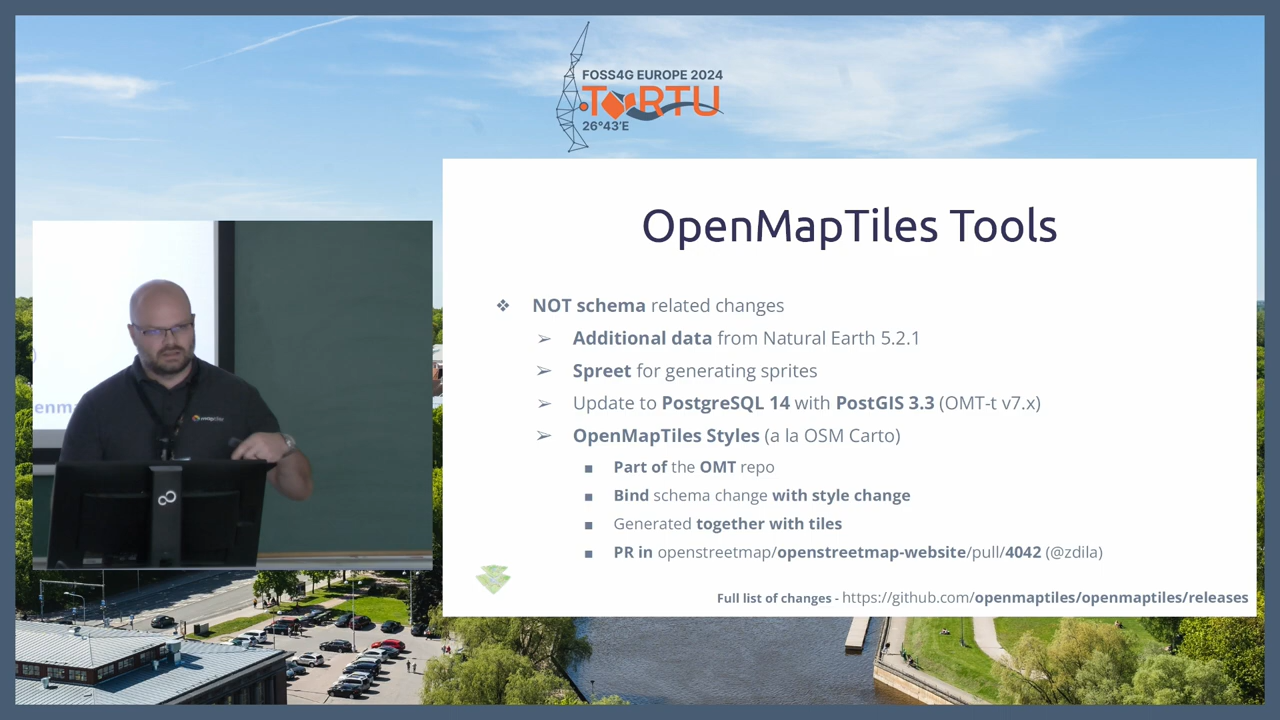 FOSS4G EUROPE 2024
TARTU
26°43'E
OpenMapTiles Tools
❖ NOT schema related changes
➢ Additional data from Natural Earth 5.2.1
➢ Spreet for generating sprites
➢ Update to PostgreSQL 14 with PostGIS 3.3 (OMT-t v7.x)
➢ OpenMapTiles Styles (a la OSM Carto)
■ Part of the OMT repo
■ Bind schema change with style change
■ Generated together with tiles
■ PR in openstreetmap/openstreetmap-website/pull/4042 (@zdila)
Full list of changes - https://github.com/openmaptiles/openmaptiles/releases
enma